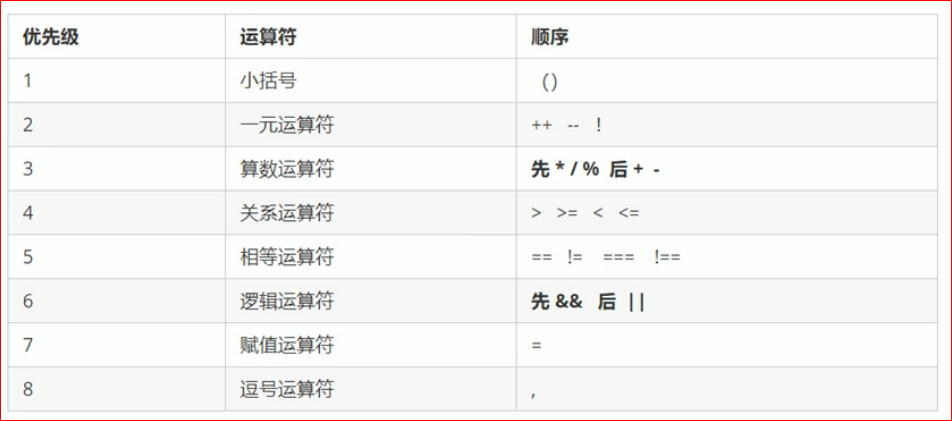 优先级 运算符 顺序
1 小括号 ()
2 一元运算符 ++ -- !
3 算数运算符 先 * / % 后 + -
4 关系运算符 > >= < <=
5 相等运算符 == != === !==
6 逻辑运算符 先 && 后 ||
7 赋值运算符 =
8 逗号运算符 ,